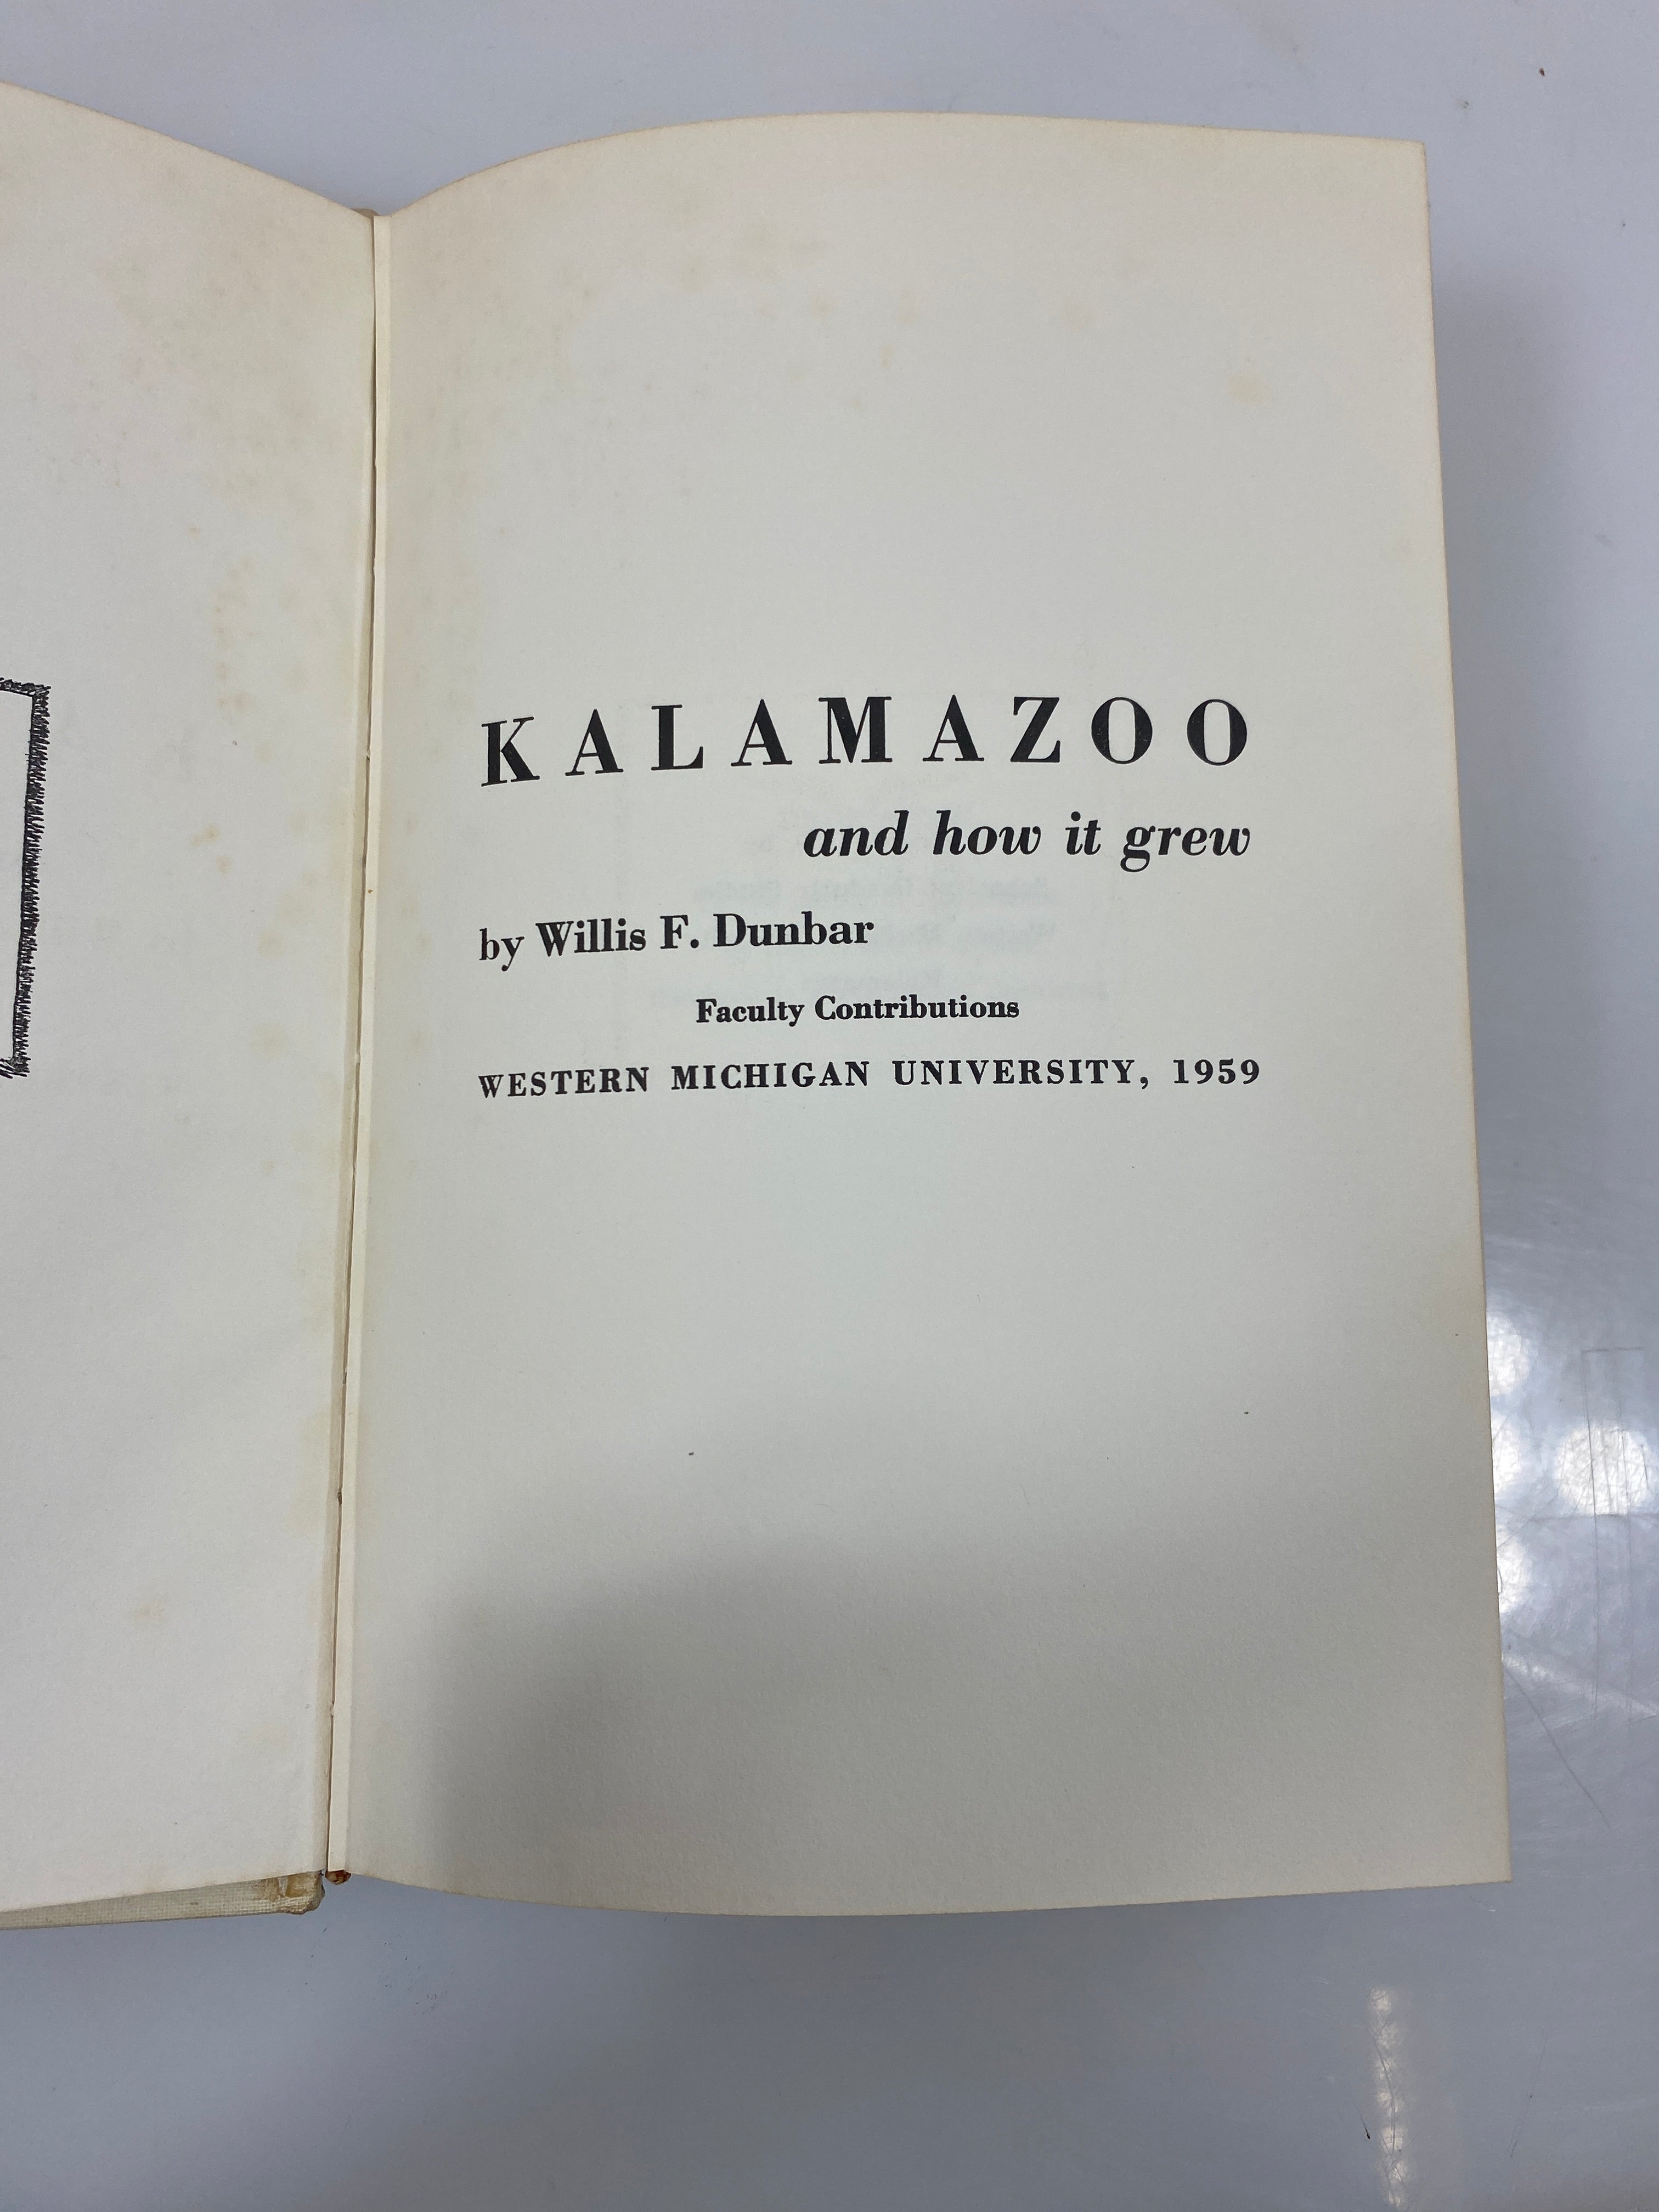 KALAMAZOO
and how it grew
by Willis F. Dunbar
Faculty Contributions
WESTERN MICHIGAN UNIVERSITY, 1959